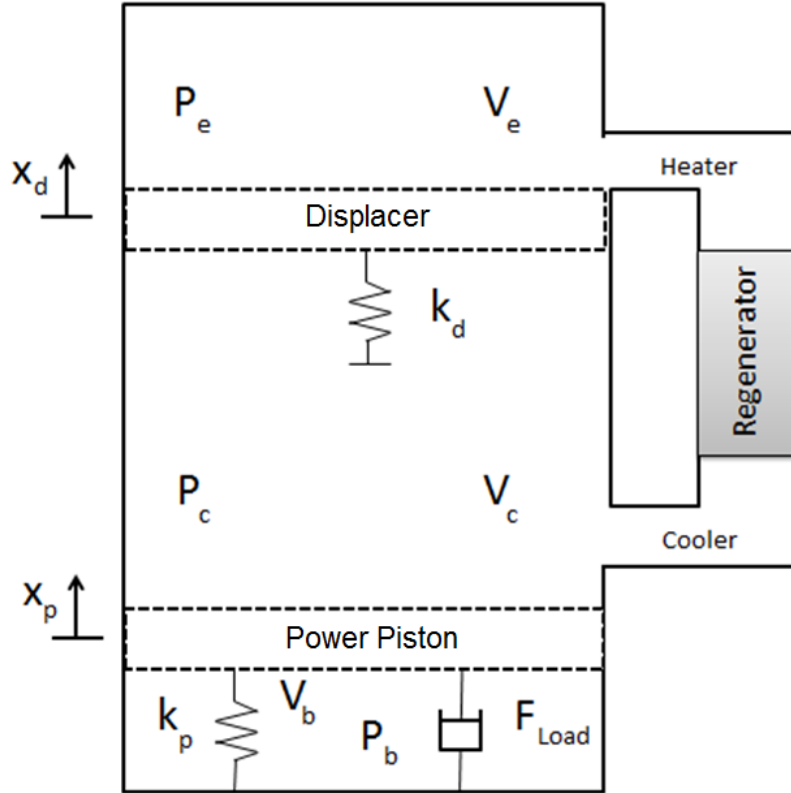 P_e
V_e
Heater
x_d
Displacer
k_d
Regenerator
P_c
V_c
Cooler
x_p
Power Piston
k_p
V_b
P_b
F_Load